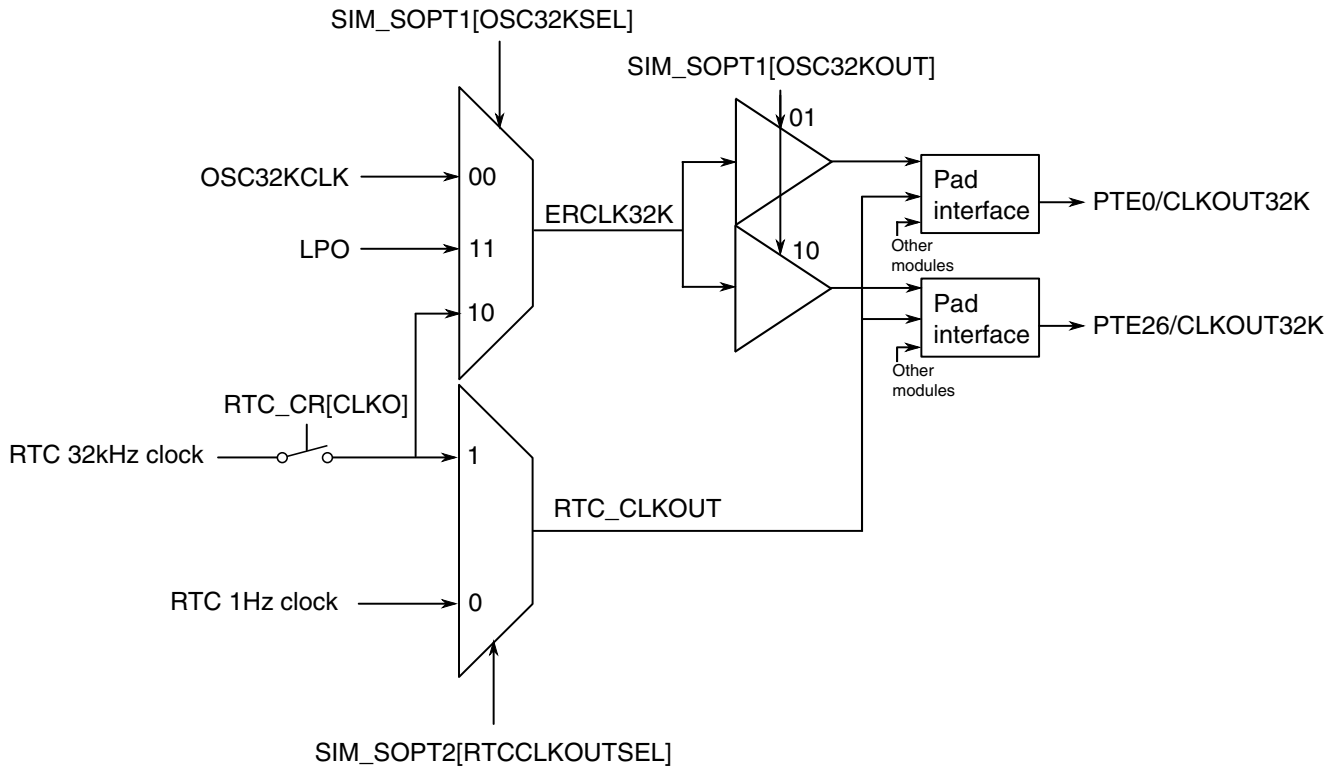 SIM_SOPT1[OSC32KSEL]
SIM_SOPT1[OSC32KOUT]
01
OSC32KCLK
00
Pad
interface
PTE0/CLKOUT32K
ERCLK32K
Other
modules
LPO
11
10
10
Pad
interface
PTE26/CLKOUT32K
Other
modules
RTC_CR[CLKO]
RTC 32kHz clock
1
RTC_CLKOUT
RTC 1Hz clock
0
SIM_SOPT2[RTCCLKOUTSEL]